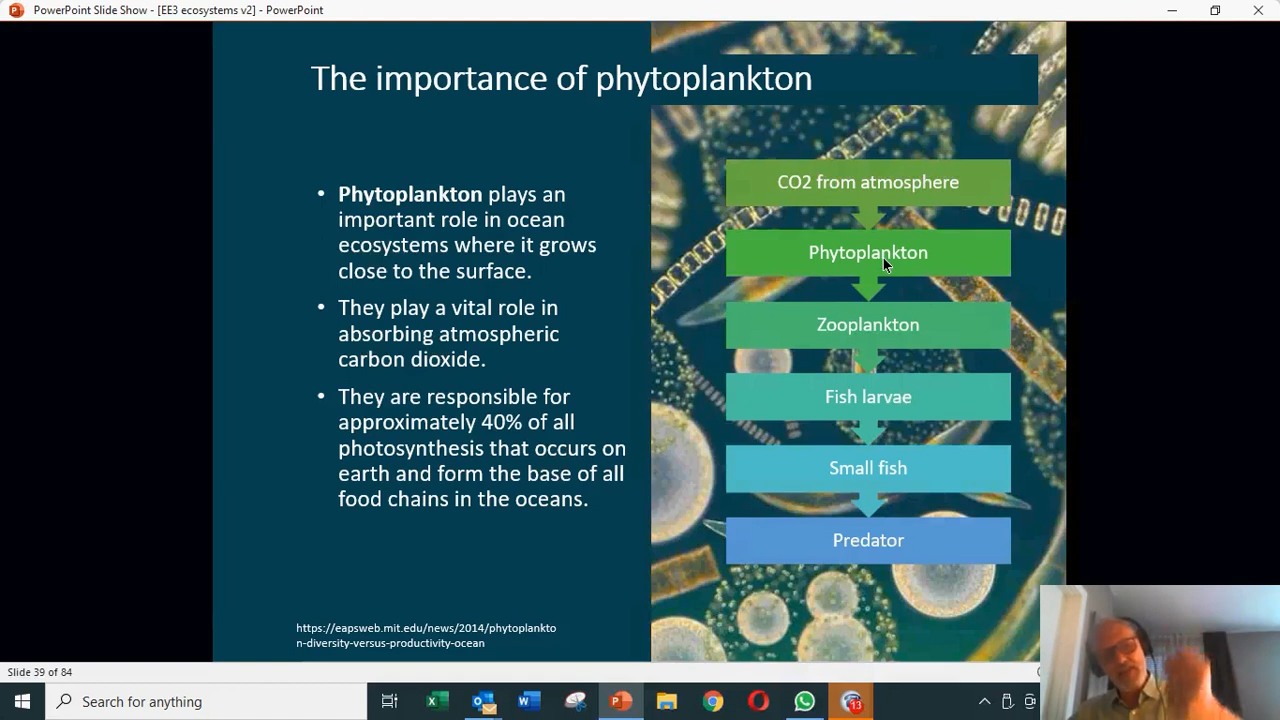 PowerPoint Slide Show - [EE3 ecosystems v2] - PowerPoint
The importance of phytoplankton
• Phytoplankton plays an
important role in ocean
ecosystems where it grows
close to the surface.
• They play a vital role in
absorbing atmospheric
carbon dioxide.
• They are responsible for
approximately 40% of all
photosynthesis that occurs on
earth and form the base of all
food chains in the oceans.
https://eapsweb.mit.edu/news/2014/phytoplankto
n-diversity-versus-productivity-ocean
CO2 from atmosphere
Phytoplankton
Zooplankton
Fish larvae
Small fish
Predator
Slide 39 of 84
Search for anything
13